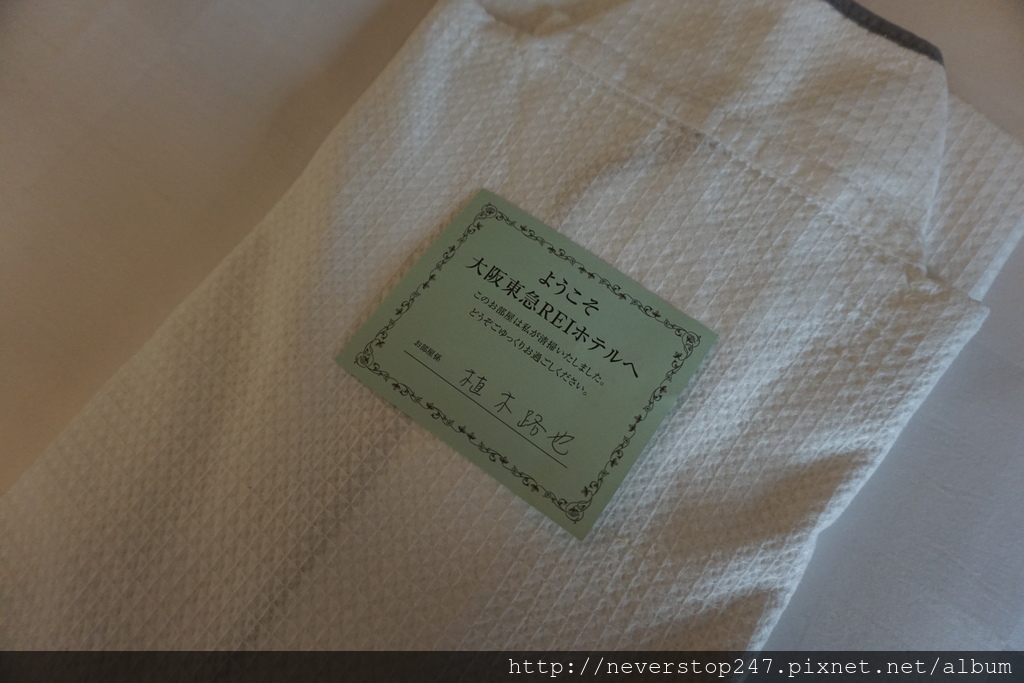 ようこそ
大阪東急REIホテルへ
このお部屋は私が清掃いたしました。
どうぞごゆっくりお過ごしください。
お部屋係
植木路也
http://neverstop247.pixnet.net/album